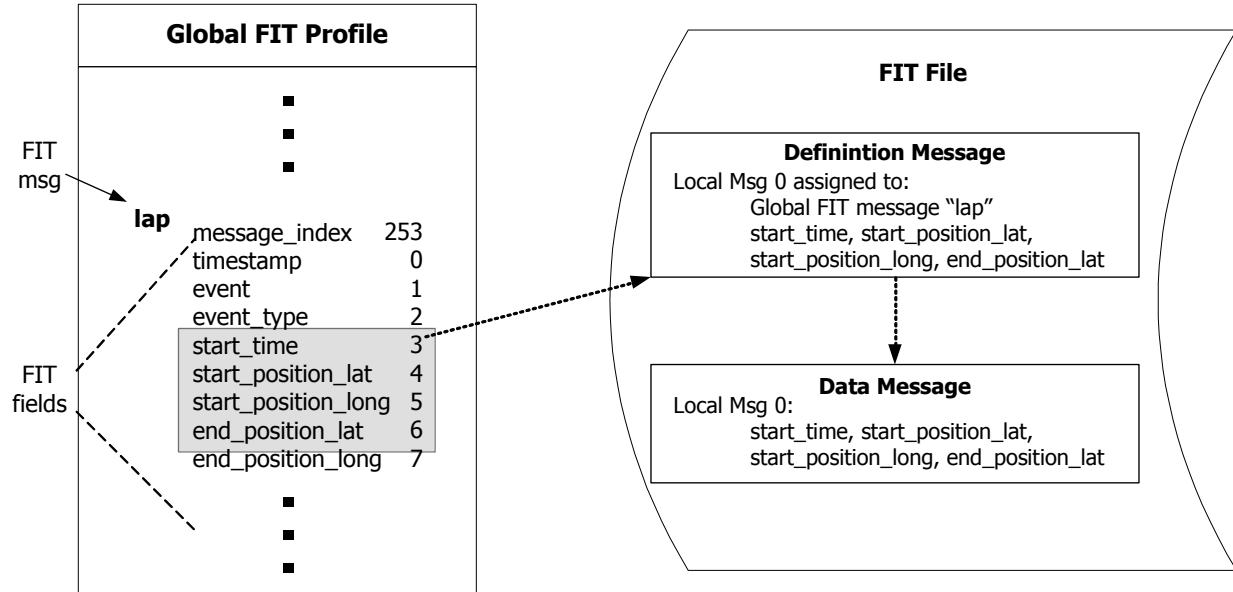 Global FIT Profile
FIT
msg
lap
message_index 253
timestamp 0
event 1
event_type 2
start_time 3
start_position_lat 4
start_position_long 5
end_position_lat 6
end_position_long 7
FIT
fields
FIT File
Definintion Message
Local Msg 0 assigned to:
Global FIT message “lap”
start_time, start_position_lat,
start_position_long, end_position_lat
Data Message
Local Msg 0:
start_time, start_position_lat,
start_position_long, end_position_lat